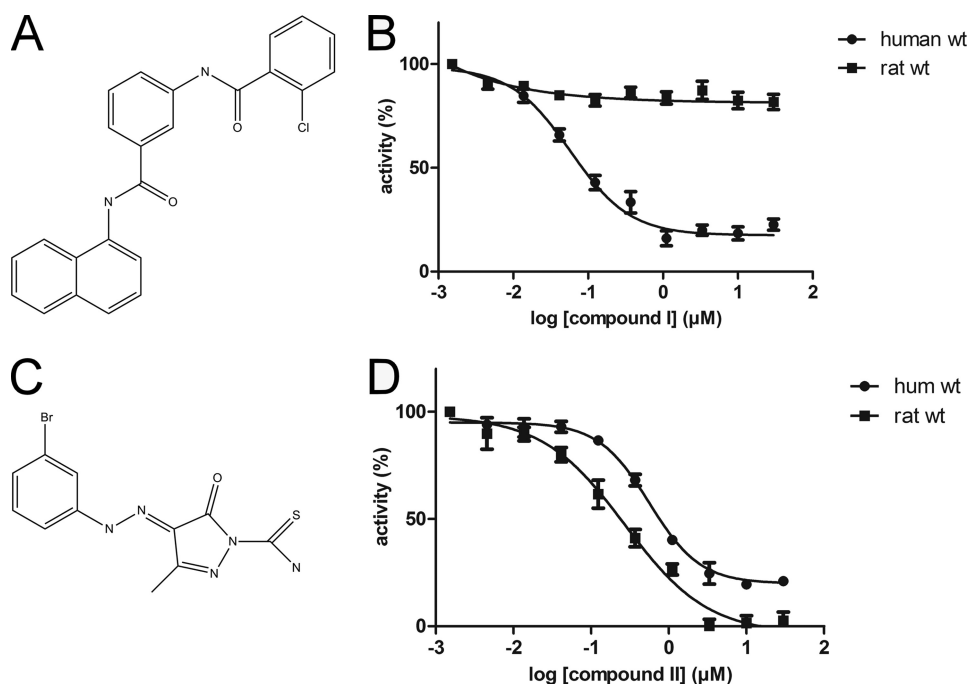 A
N
O
Cl
N
O
B
human wt
rat wt
activity (%)
100
50
0
-3 -2 -1 0 1 2
log [compound I] (µM)
C
Br
N
N
O
N
N
S
N
D
hum wt
rat wt
activity (%)
100
50
0
-3 -2 -1 0 1 2
log [compound II] (µM)